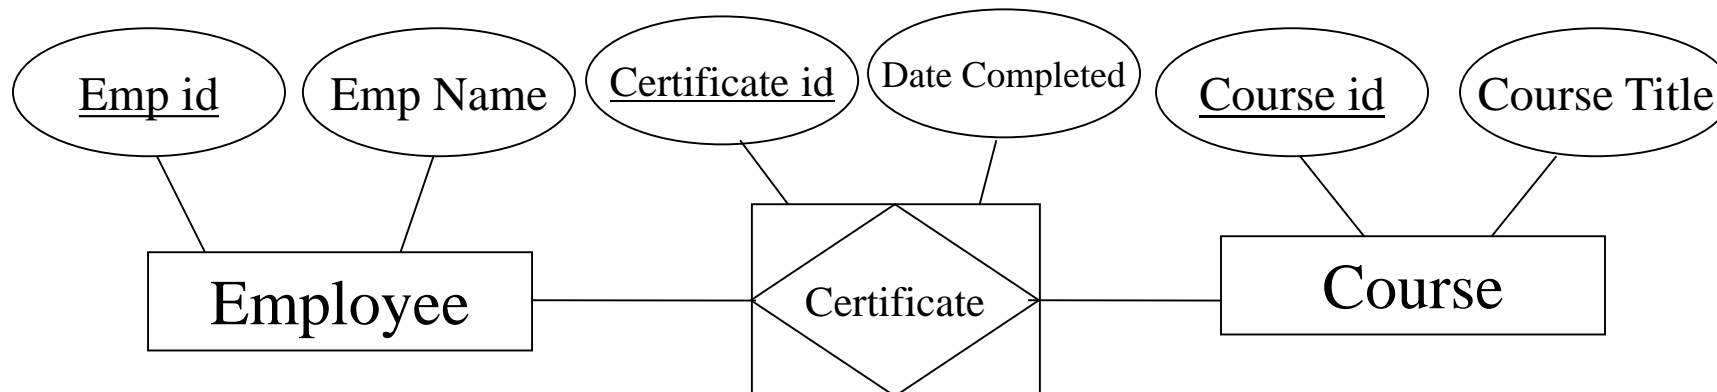 Emp id
Emp Name
Certificate id
Date Completed
Course id
Course Title
Employee
Certificate
Course